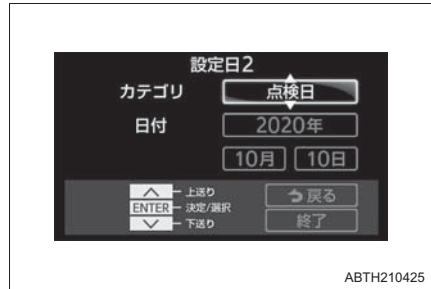 設定日2
カテゴリ 点検日
日付 2020年
10月 10日
上送り
ENTER 決定/選択
下送り
戻る
終了
ABTH210425